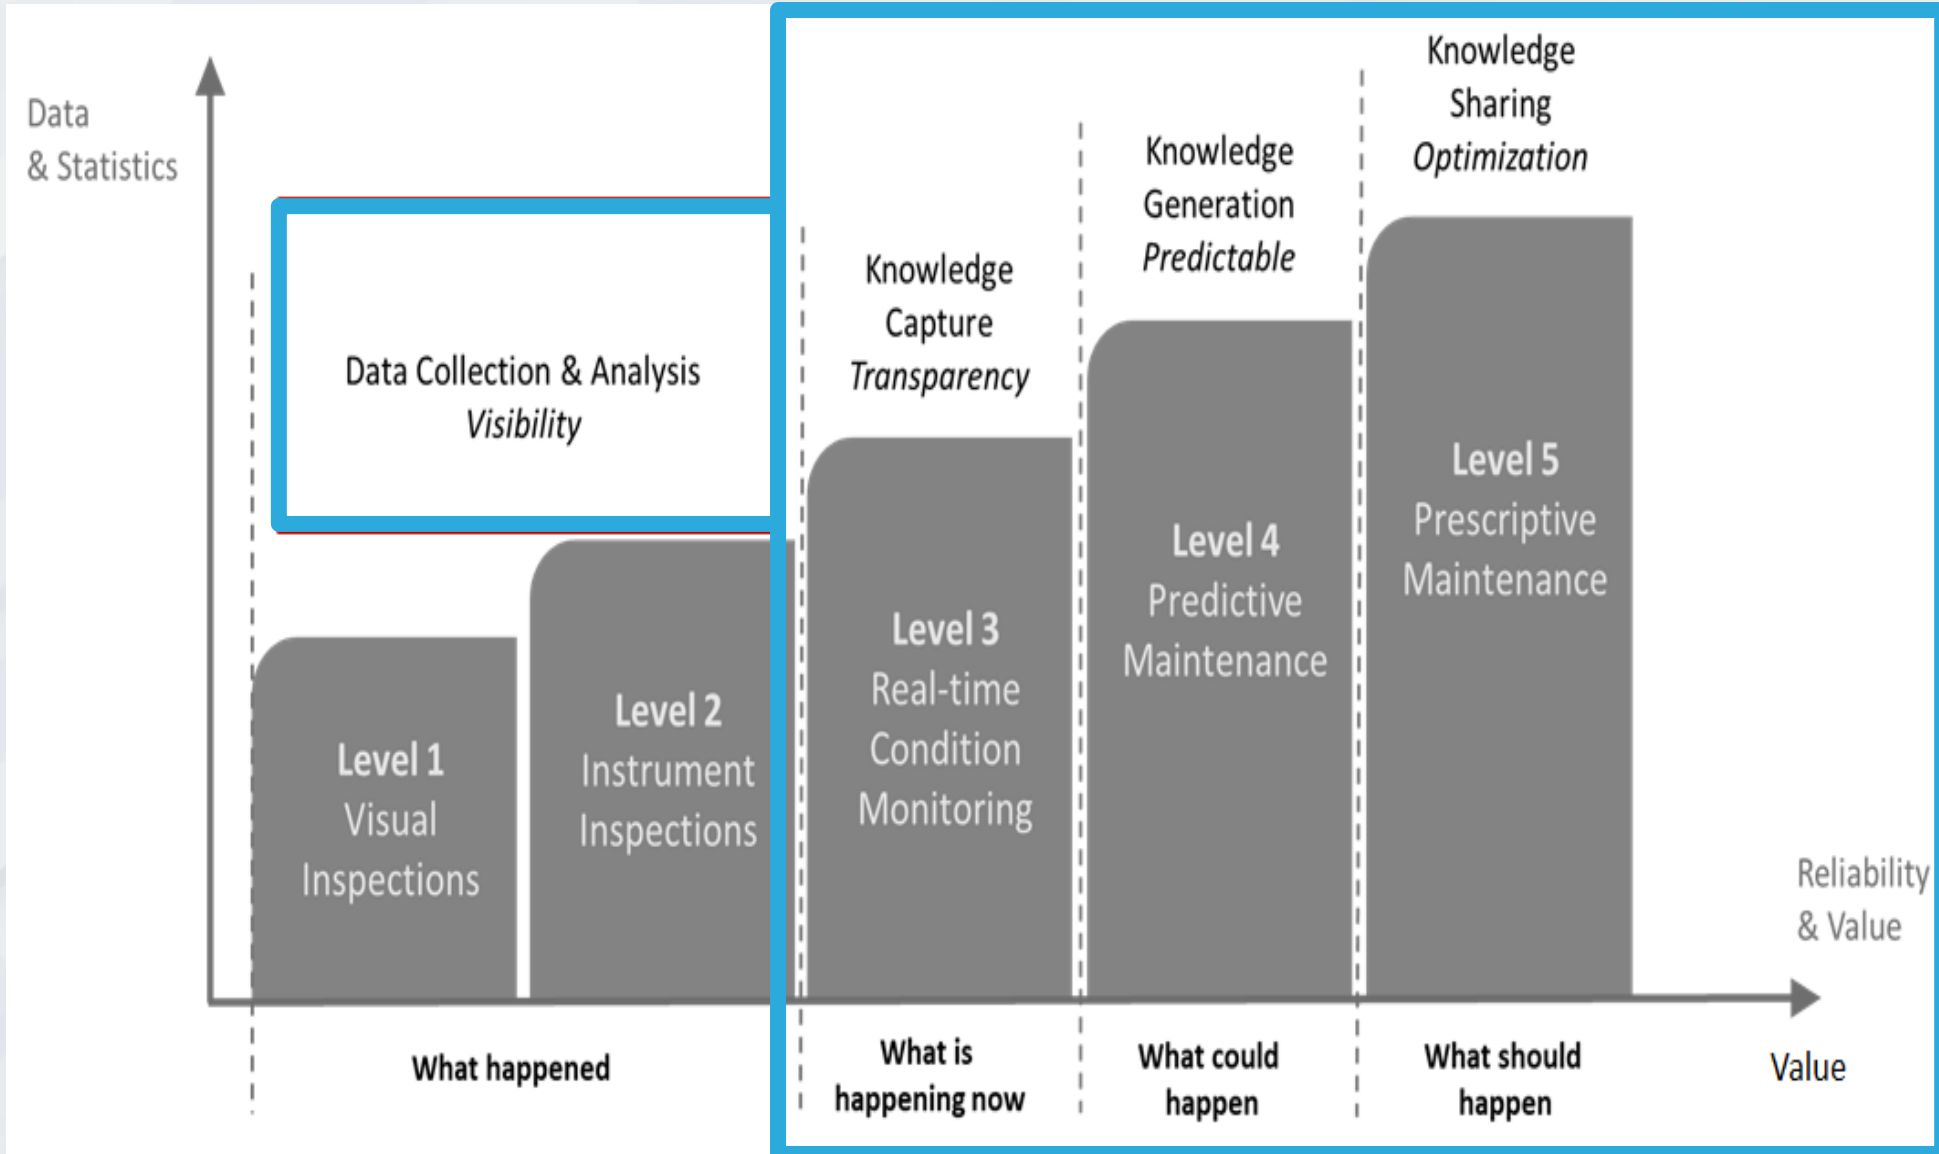 Data
& Statistics
Data Collection & Analysis
Visibility
Knowledge
Capture
Transparency
Knowledge
Generation
Predictable
Knowledge
Sharing
Optimization
Level 1
Visual
Inspections
Level 2
Instrument
Inspections
Level 3
Real-time
Condition
Monitoring
Level 4
Predictive
Maintenance
Level 5
Prescriptive
Maintenance
Reliability
& Value
What happened
What is
happening now
What could
happen
What should
happen
Value